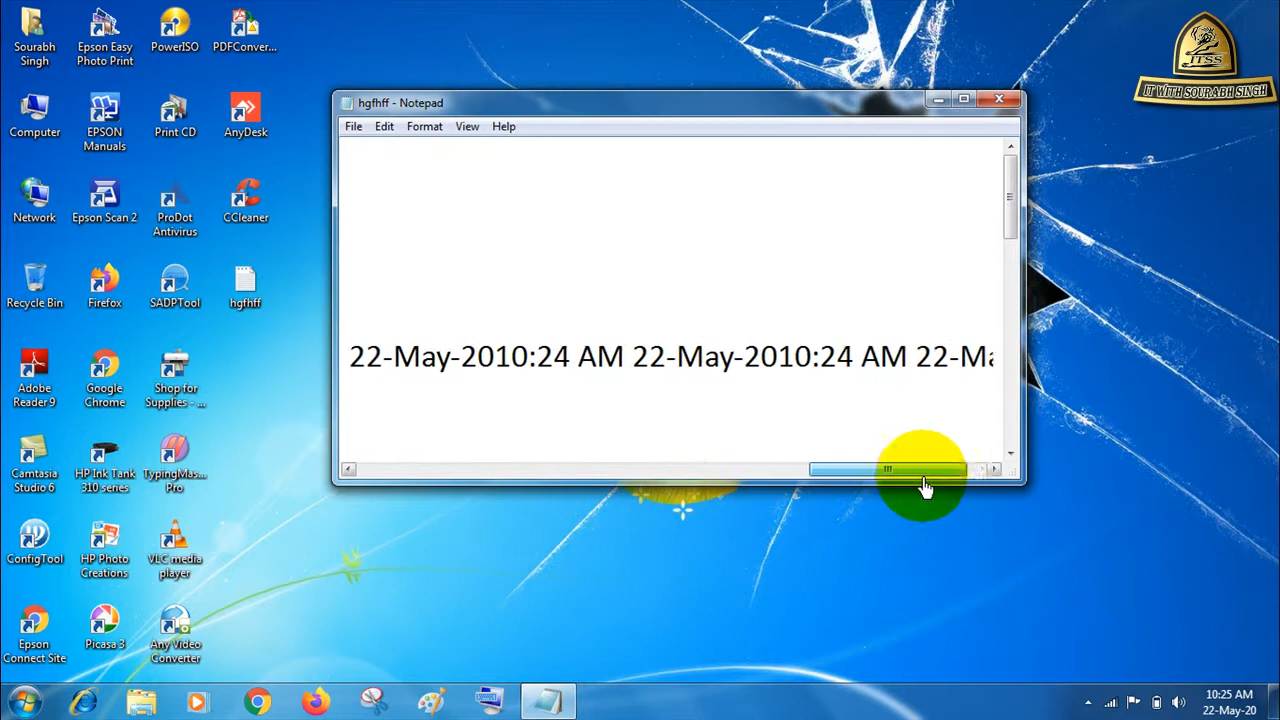 Sourabh Singh
Epson Easy Photo Print
PowerISO
PDFConver...
Computer
EPSON Manuals
Print CD
AnyDesk
Network
Epson Scan 2
ProDot Antivirus
CCleaner
Recycle Bin
Firefox
SADPTool
hgfhff
Adobe Reader 9
Google Chrome
Shop for Supplies - ...
Camtasia Studio 6
HP Ink Tank 310 series
TypingMas... Pro
ConfigTool
HP Photo Creations
VLC media player
Epson Connect Site
Picasa 3
Any Video Converter
hgfhff - Notepad
File Edit Format View Help
22-May-2010:24 AM 22-May-2010:24 AM 22-Ma
ITSS
IT WITH SOURABH SINGH
10:25 AM
22-May-20